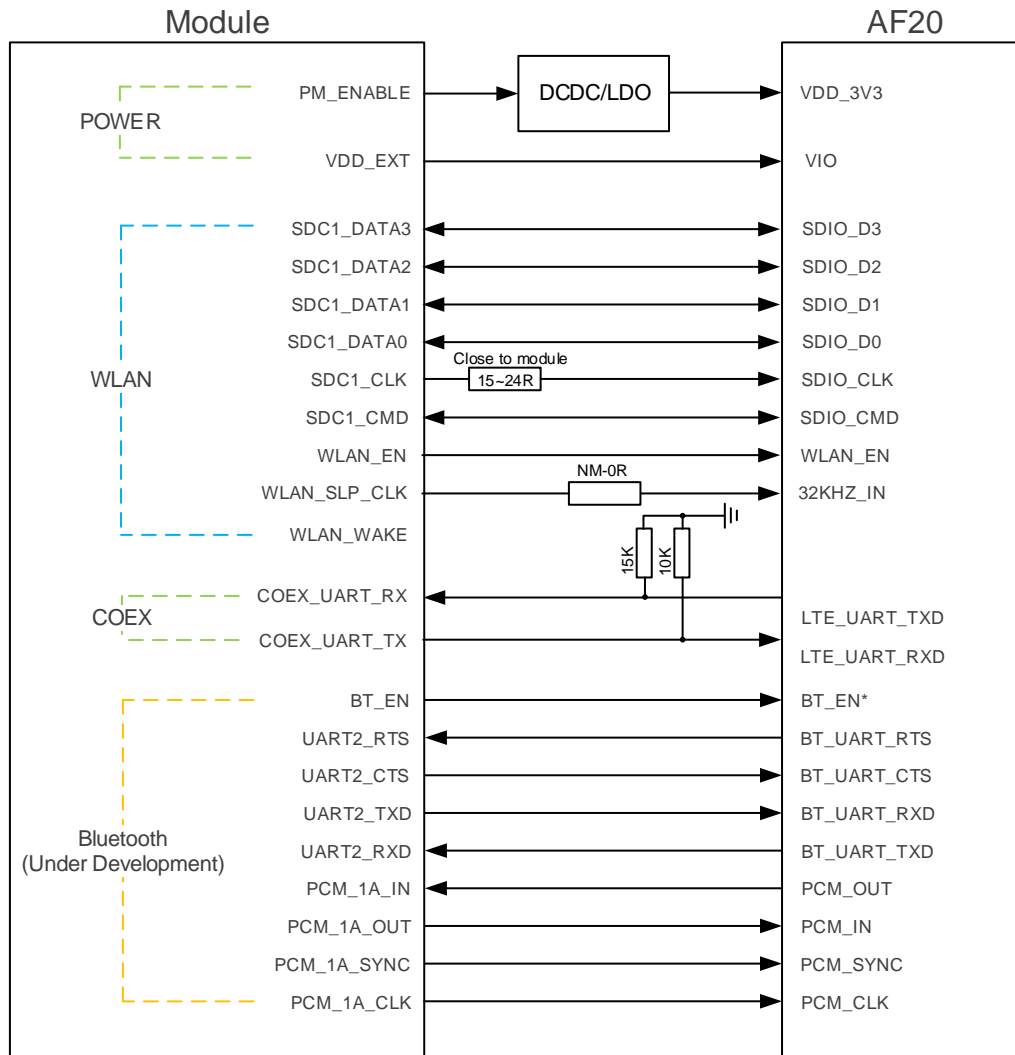 Module AF20
PM_ENABLE DCDC/LDO VDD_3V3
POWER
VDD_EXT VIO
SDC1_DATA3 SDIO_D3
SDC1_DATA2 SDIO_D2
SDC1_DATA1 SDIO_D1
SDC1_DATA0 SDIO_D0
Close to module
WLAN SDC1_CLK 15~24R SDIO_CLK
SDC1_CMD SDIO_CMD
WLAN_EN WLAN_EN
NM-0R
WLAN_SLP_CLK 32KHZ_IN
WLAN_WAKE
15K 10K
COEX_UART_RX
COEX LTE_UART_TXD
COEX_UART_TX
LTE_UART_RXD
BT_EN BT_EN*
UART2_RTS BT_UART_RTS
UART2_CTS BT_UART_CTS
UART2_TXD BT_UART_RXD
Bluetooth
(Under Development)
UART2_RXD BT_UART_TXD
PCM_1A_IN PCM_OUT
PCM_1A_OUT PCM_IN
PCM_1A_SYNC PCM_SYNC
PCM_1A_CLK PCM_CLK